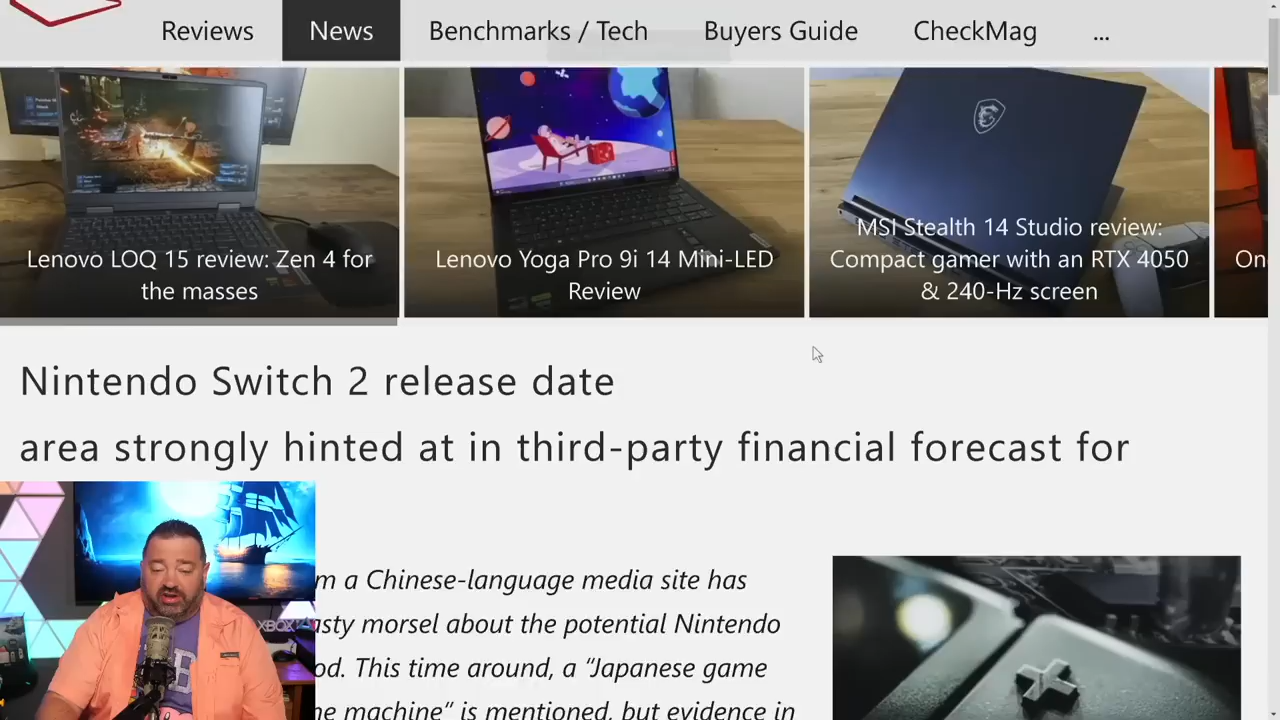 Reviews
News
Benchmarks / Tech
Buyers Guide
CheckMag
...
Lenovo LOQ 15 review: Zen 4 for
the masses
Lenovo Yoga Pro 9i 14 Mini-LED
Review
MSI Stealth 14 Studio review:
Compact gamer with an RTX 4050
& 240-Hz screen
On
Nintendo Switch 2 release date
area strongly hinted at in third-party financial forecast for
m a Chinese-language media site has
asty morsel about the potential Nintendo
od. This time around, a "Japanese game
ne machine" is mentioned, but evidence in
XBOX